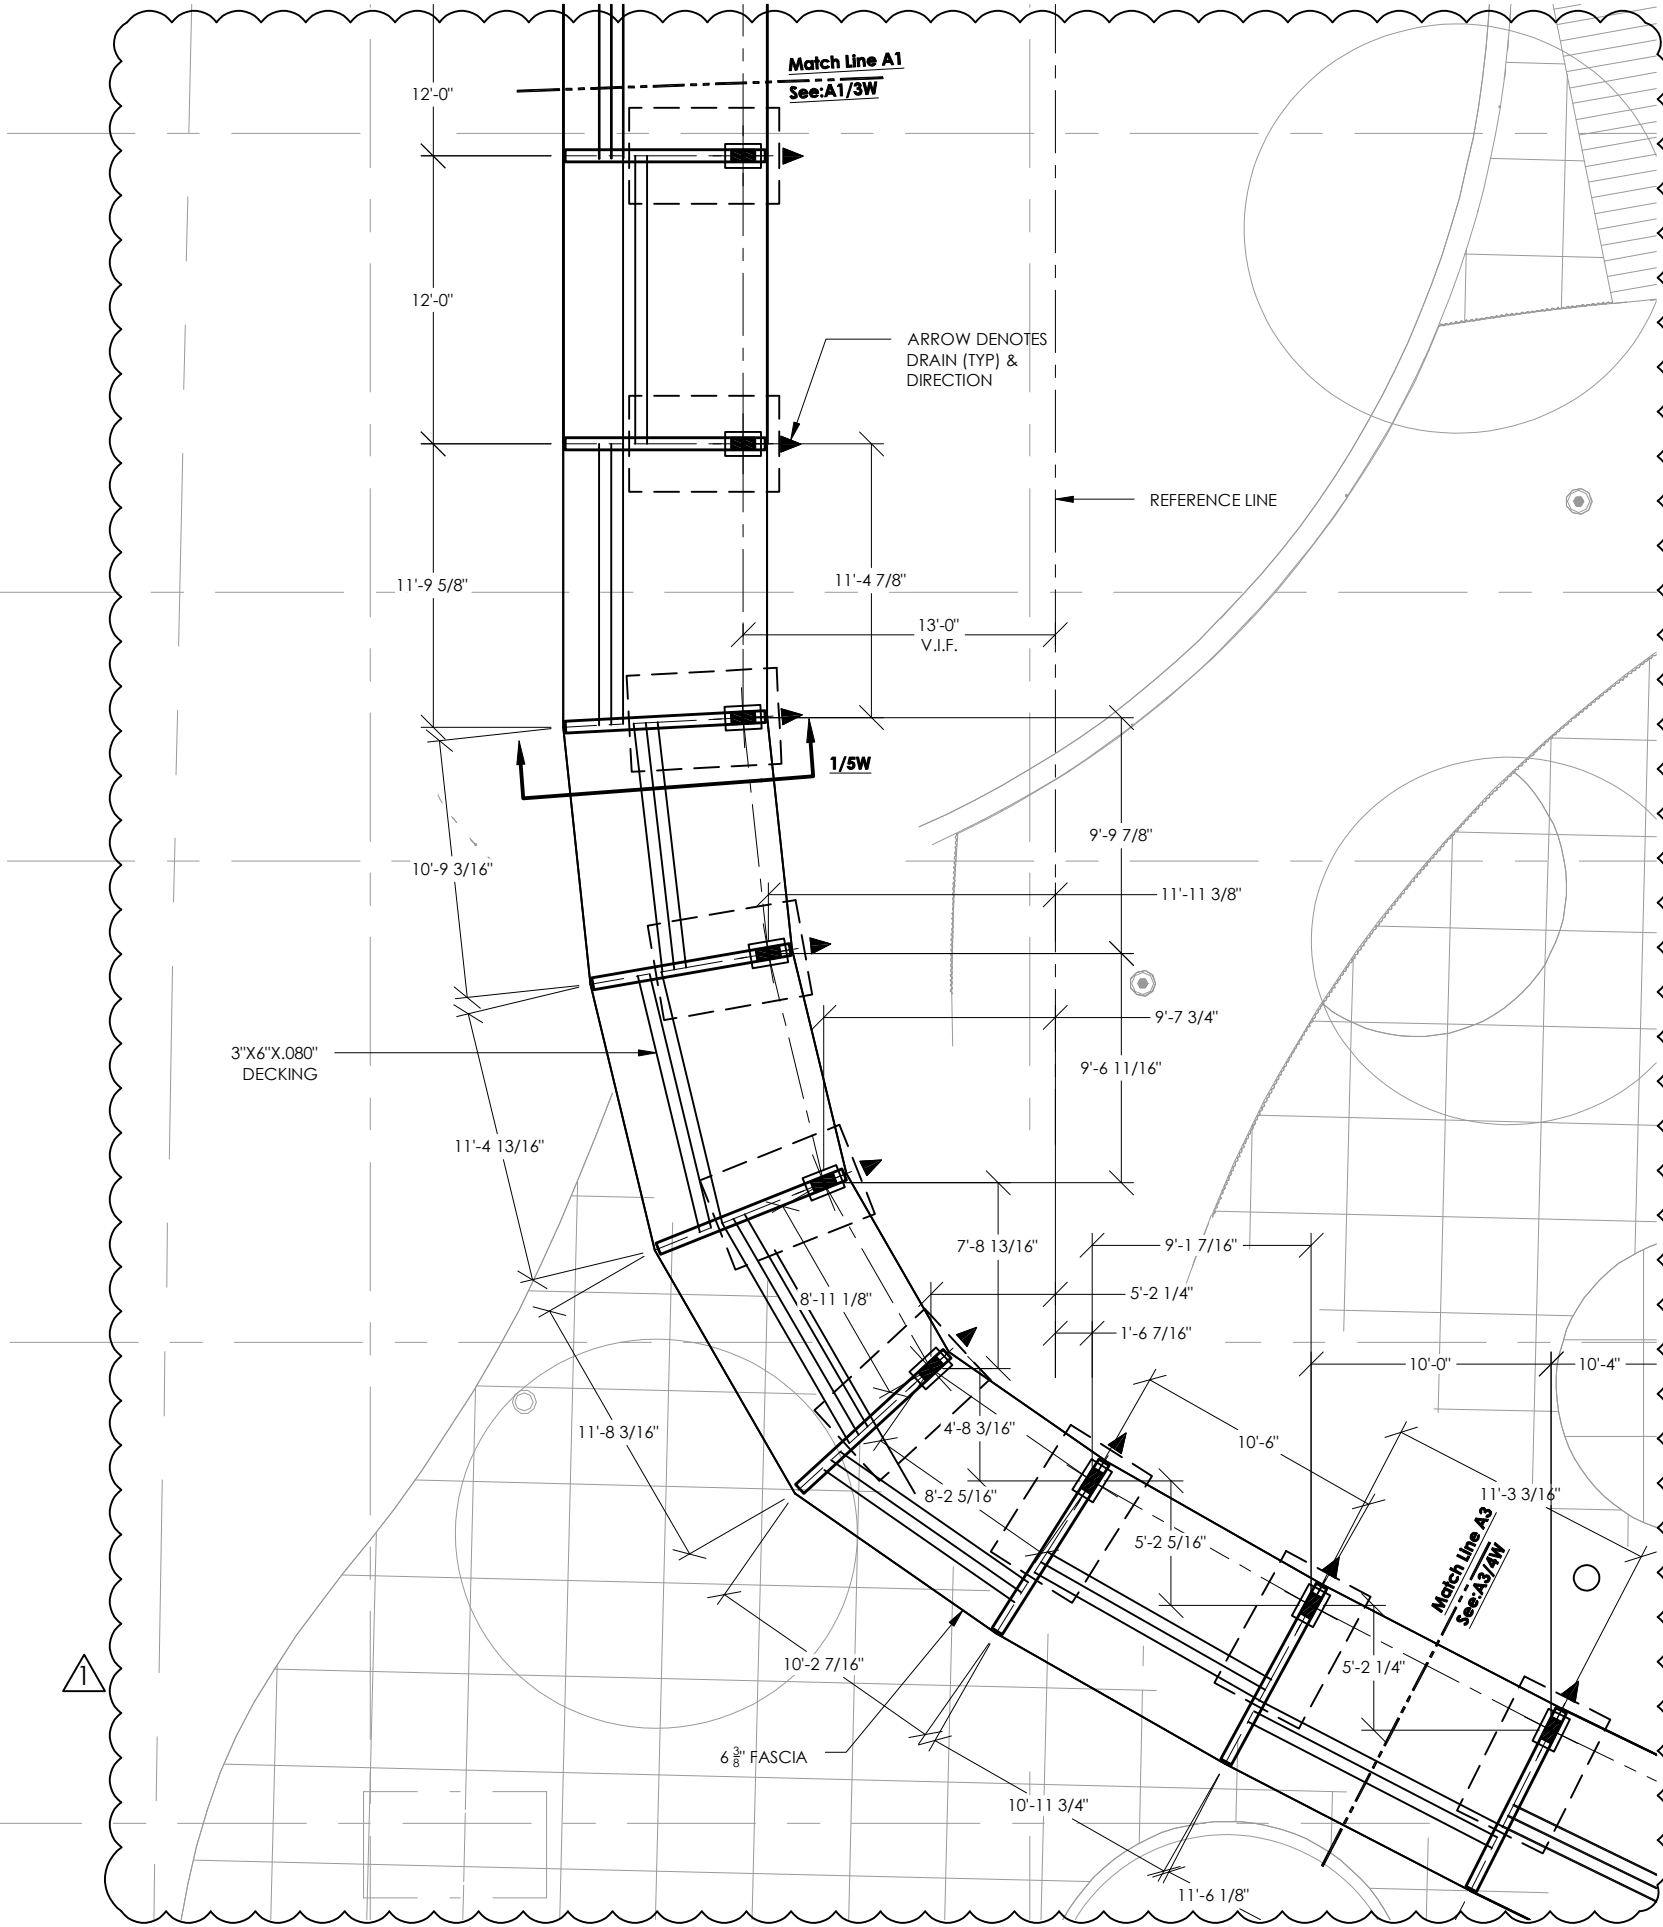 Match Line A1
See:A1/3W
12'-0"
12'-0"
ARROW DENOTES
DRAIN (TYP) &
DIRECTION
REFERENCE LINE
11'-9 5/8"
11'-4 7/8"
13'-0"
V.I.F.
1/5W
9'-9 7/8"
10'-9 3/16"
11'-11 3/8"
9'-7 3/4"
3"X6"X.080"
DECKING
9'-6 11/16"
11'-4 13/16"
7'-8 13/16"
9'-1 7/16"
8'-11 1/8"
5'-2 1/4"
1'-6 7/16"
10'-0"
10'-4"
11'-8 3/16"
4'-8 3/16"
10'-6"
8'-2 5/16"
11'-3 3/16"
5'-2 5/16"
Match Line A3
See:A3/4W
1
10'-2 7/16"
5'-2 1/4"
6 3/8" FASCIA
10'-11 3/4"
11'-6 1/8"